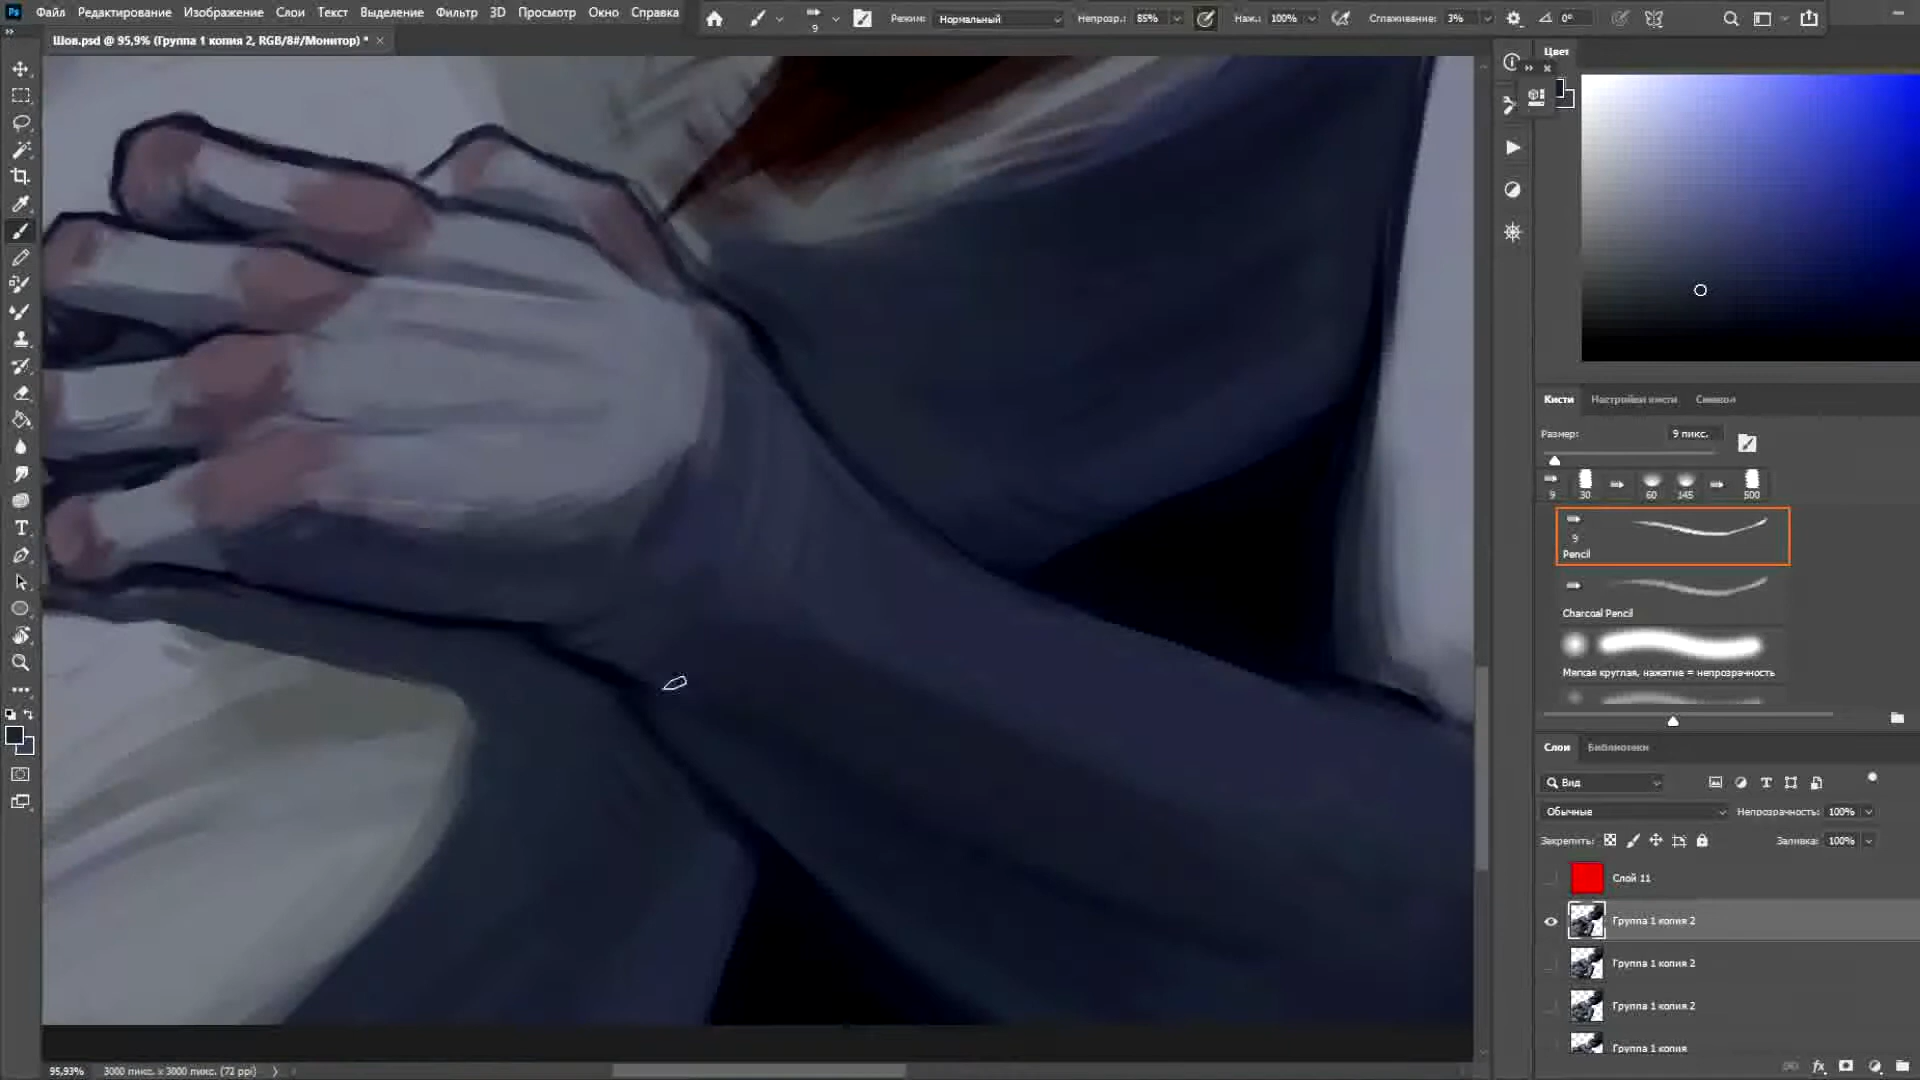 Ps Файл Редактирование Изображение Слои Текст Выделение Фильтр 3D Просмотр Окно Справка
9 Режим: Нормальный Непрозр.: 85% Наж.: 100% Сглаживание: 3% 0°
Шов.psd @ 95,9% (Группа 1 копия 2, RGB/8#/Монитор) * ×
Цвет
Кисти Настройки кисти Символ
Размер: 9 пикс.
9 30 60 145 500
9
Pencil
Charcoal Pencil
Мягкая круглая, нажатие = непрозрачность
Слои Библиотеки
Вид
Обычные Непрозрачность: 100%
Закрепить: Заливка: 100%
Слой 11
Группа 1 копия 2
Группа 1 копия 2
Группа 1 копия 2
Группа 1 копия
95,93% 3000 пикс. x 3000 пикс. (72 ppi)